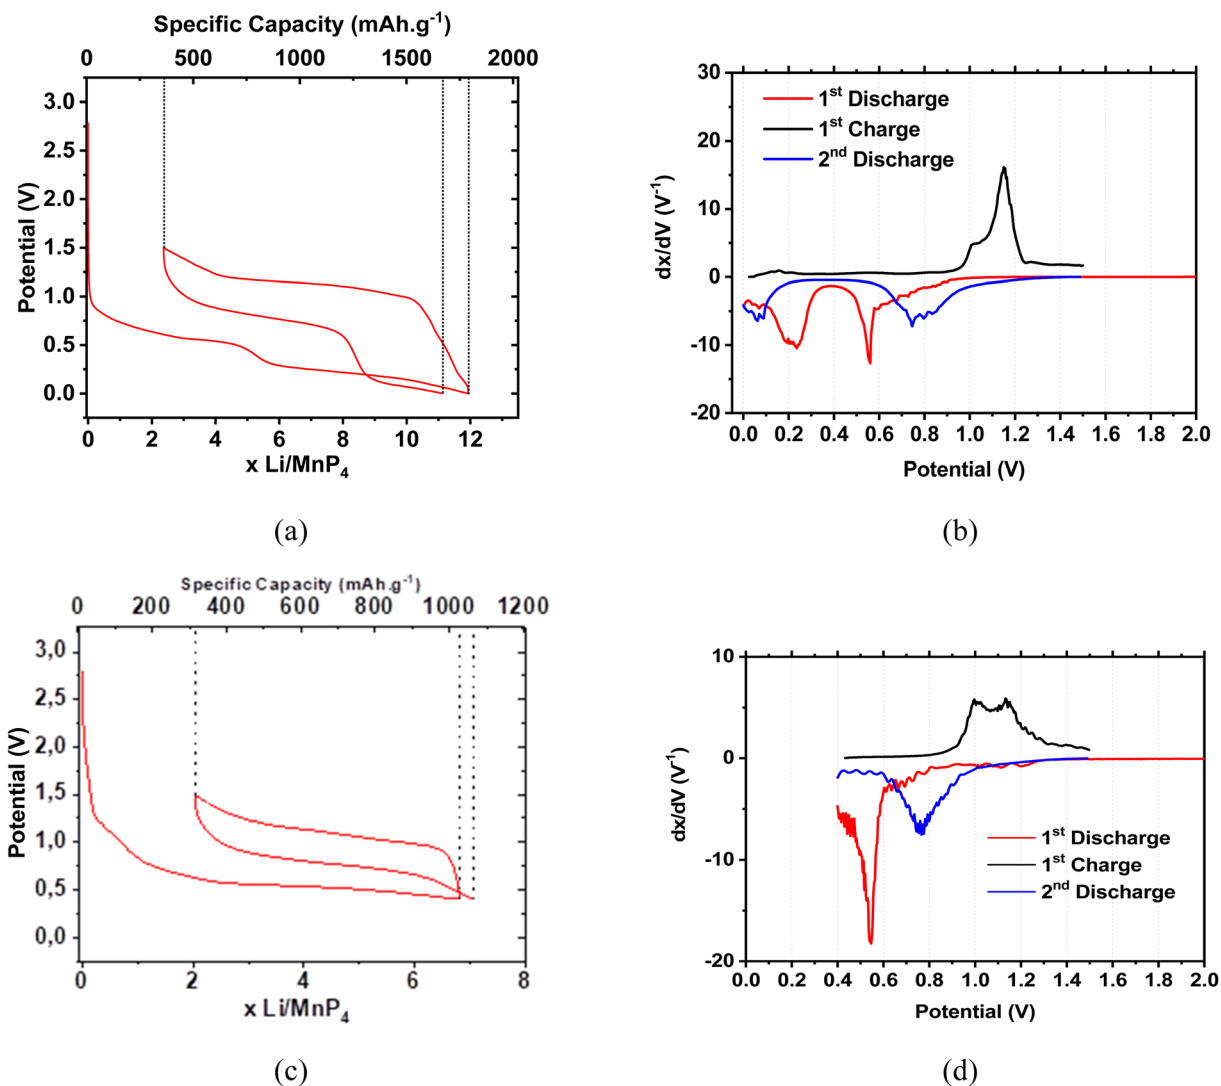 Specific Capacity (mAh.g-1)
0 500 1000 1500 2000
3.0
2.5
2.0
1.5
1.0
0.5
0.0
Potential (V)
0 2 4 6 8 10 12
x Li/MnP4
(a)
30
20
10
0
-10
-20
dx/dV (V-1)
1st Discharge
1st Charge
2nd Discharge
0.0 0.2 0.4 0.6 0.8 1.0 1.2 1.4 1.6 1.8 2.0
Potential (V)
(b)
Specific Capacity (mAh.g-1)
0 200 400 600 800 1000 1200
3,0
2,5
2,0
1,5
1,0
0,5
0,0
Potential (V)
0 2 4 6 8
x Li/MnP4
(c)
10
0
-10
-20
dx/dV (V-1)
1st Discharge
1st Charge
2nd Discharge
0.0 0.2 0.4 0.6 0.8 1.0 1.2 1.4 1.6 1.8 2.0
Potential (V)
(d)